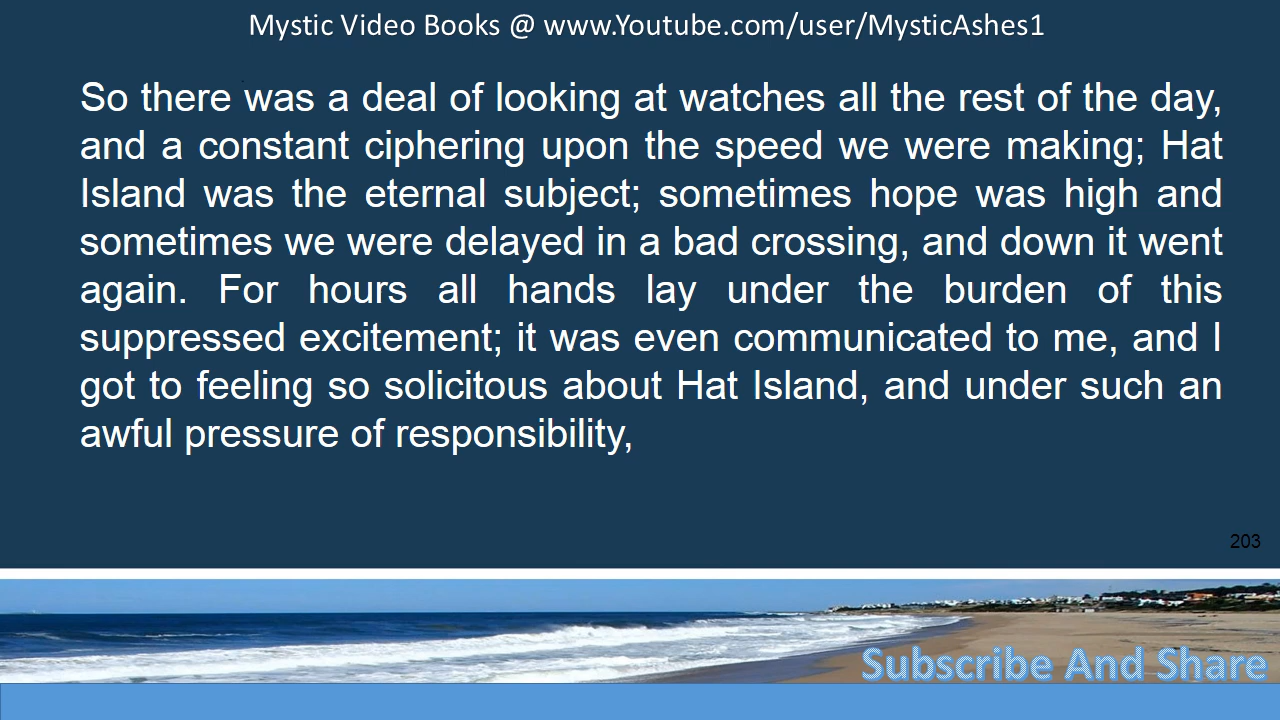 Mystic Video Books @ www.Youtube.com/user/MysticAshes1
So there was a deal of looking at watches all the rest of the day,
and a constant ciphering upon the speed we were making; Hat
Island was the eternal subject; sometimes hope was high and
sometimes we were delayed in a bad crossing, and down it went
again. For hours all hands lay under the burden of this
suppressed excitement; it was even communicated to me, and I
got to feeling so solicitous about Hat Island, and under such an
awful pressure of responsibility,
203
Subscribe And Share